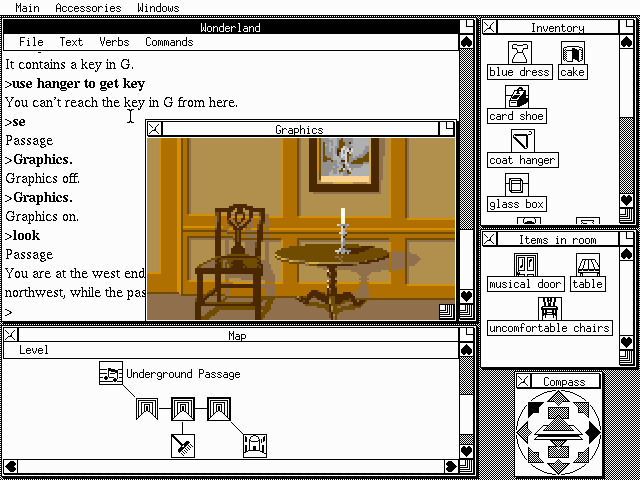 Main Accessories Windows
Wonderland
File Text Verbs Commands
It contains a key in G.
>use hanger to get key
You can't reach the key in G from here.
>se
Passage
>Graphics.
Graphics off.
>Graphics.
Graphics on.
>look
Passage
You are at the west end
northwest, while the pas
>
Graphics
Inventory
blue dress cake
card shoe
coat hanger
glass box
Items in room
musical door table
uncomfortable chairs
Map
Level
Underground Passage
Compass